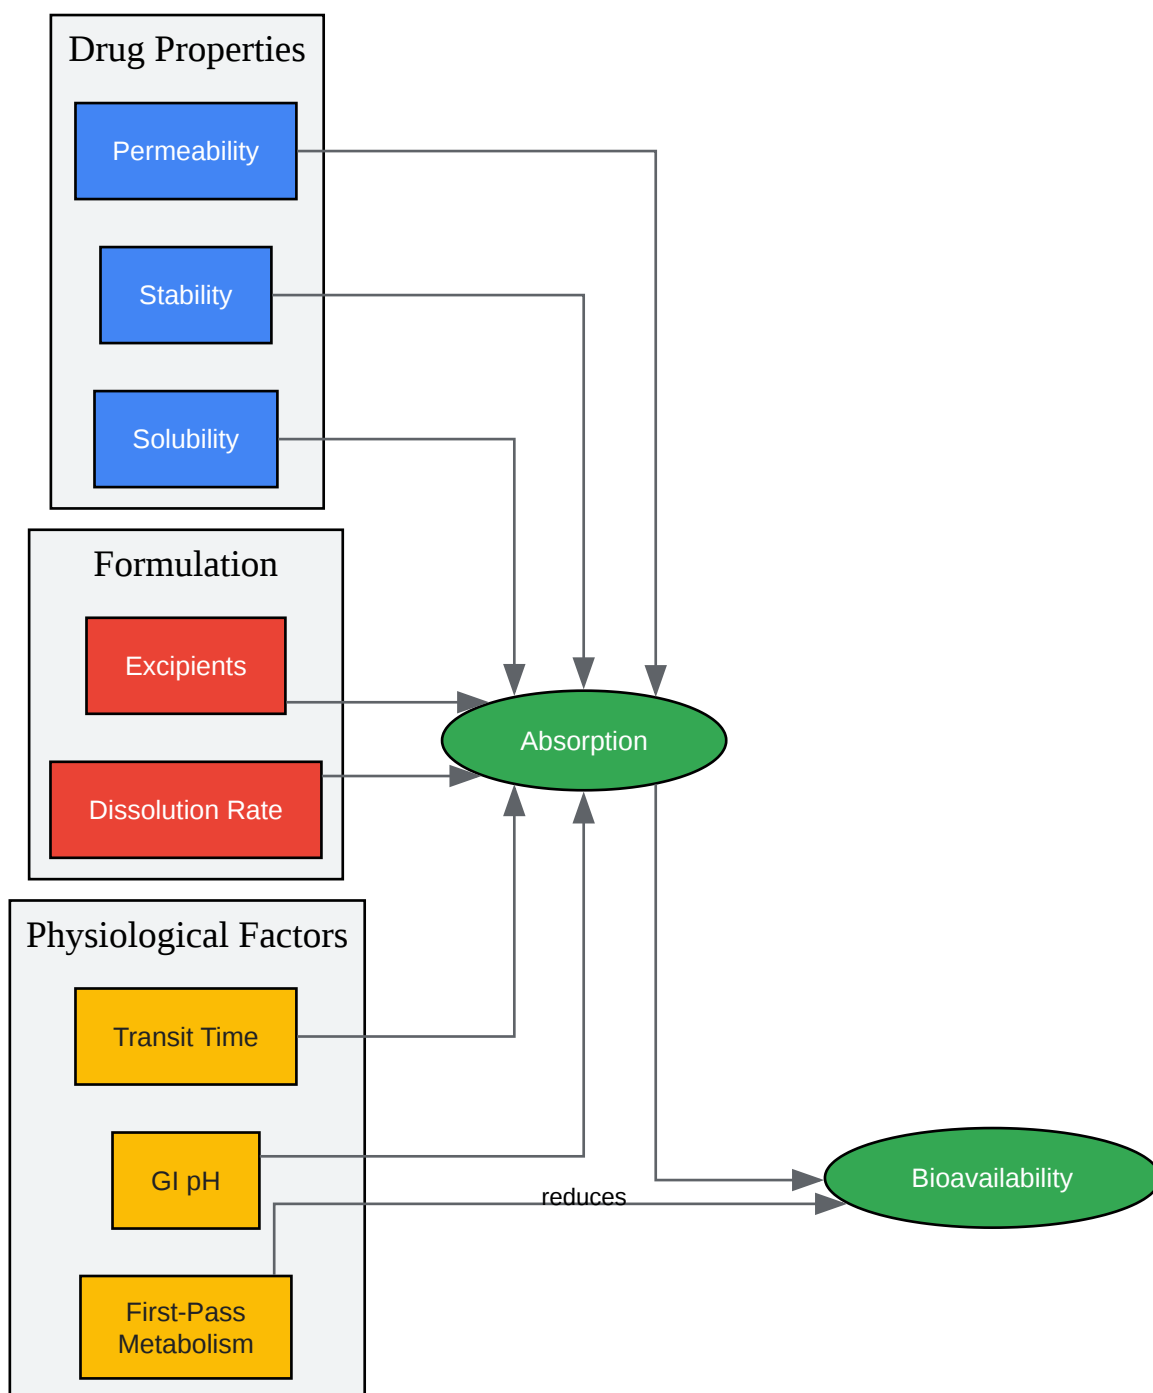 Drug Properties
Permeability
Stability
Solubility
Formulation
Excipients
Absorption
Dissolution Rate
Physiological Factors
Transit Time
GI pH
Bioavailability
reduces
First-Pass
Metabolism